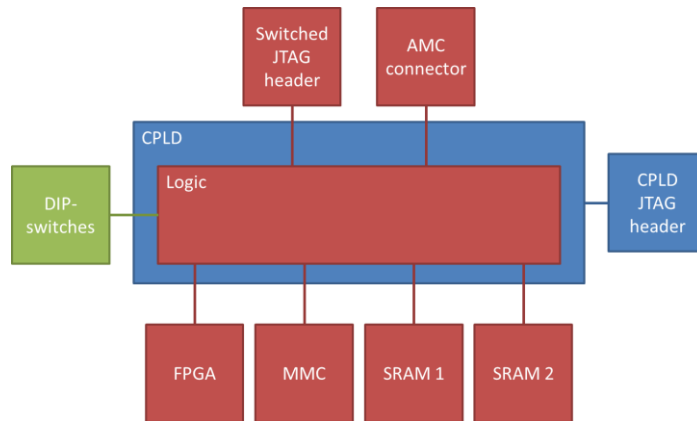 Switched
JTAG
header
AMC
connector
CPLD
Logic
DIP-
switches
CPLD
JTAG
header
FPGA
MMC
SRAM 1
SRAM 2